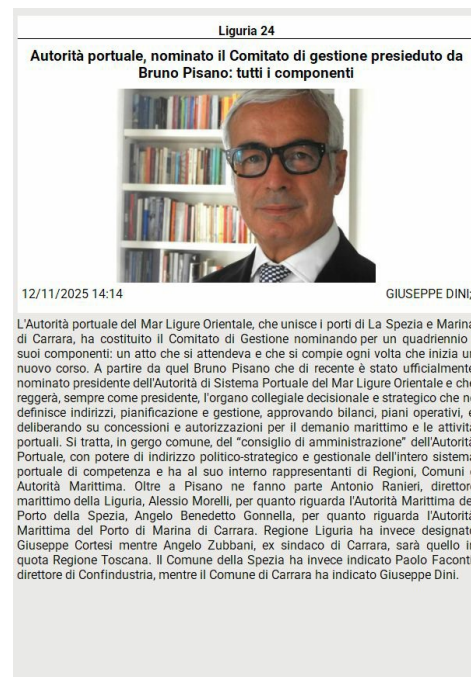 Liguria 24
Autorità portuale, nominato il Comitato di gestione presieduto da
Bruno Pisano: tutti i componenti
12/11/2025 14:14
GIUSEPPE DINI;
L'Autorità portuale del Mar Ligure Orientale, che unisce i porti di La Spezia e Marina
di Carrara, ha costituito il Comitato di Gestione nominando per un quadriennio i
suoi componenti: un atto che si attendeva e che si compie ogni volta che inizia un
nuovo corso. A partire da quel Bruno Pisano che di recente è stato ufficialmente
nominato presidente dell'Autorità di Sistema Portuale del Mar Ligure Orientale e che
reggerà, sempre come presidente, l'organo collegiale decisionale e strategico che ne
definisce indirizzi, pianificazione e gestione, approvando bilanci, piani operativi, e
deliberando su concessioni e autorizzazioni per il demanio marittimo e le attività
portuali. Si tratta, in gergo comune, del “consiglio di amministrazione” dell'Autorità
Portuale, con potere di indirizzo politico-strategico e gestionale dell'intero sistema
portuale di competenza e ha al suo interno rappresentanti di Regioni, Comuni e
Autorità Marittima. Oltre a Pisano ne fanno parte Antonio Ranieri, direttore
marittimo della Liguria, Alessio Morelli, per quanto riguarda l'Autorità Marittima del
Porto della Spezia, Angelo Benedetto Gonnella, per quanto riguarda l'Autorità
Marittima del Porto di Marina di Carrara. Regione Liguria ha invece designato
Giuseppe Cortesi mentre Angelo Zubbani, ex sindaco di Carrara, sarà quello in
quota Regione Toscana. Il Comune della Spezia ha invece indicato Paolo Faconti,
direttore di Confindustria, mentre il Comune di Carrara ha indicato Giuseppe Dini.